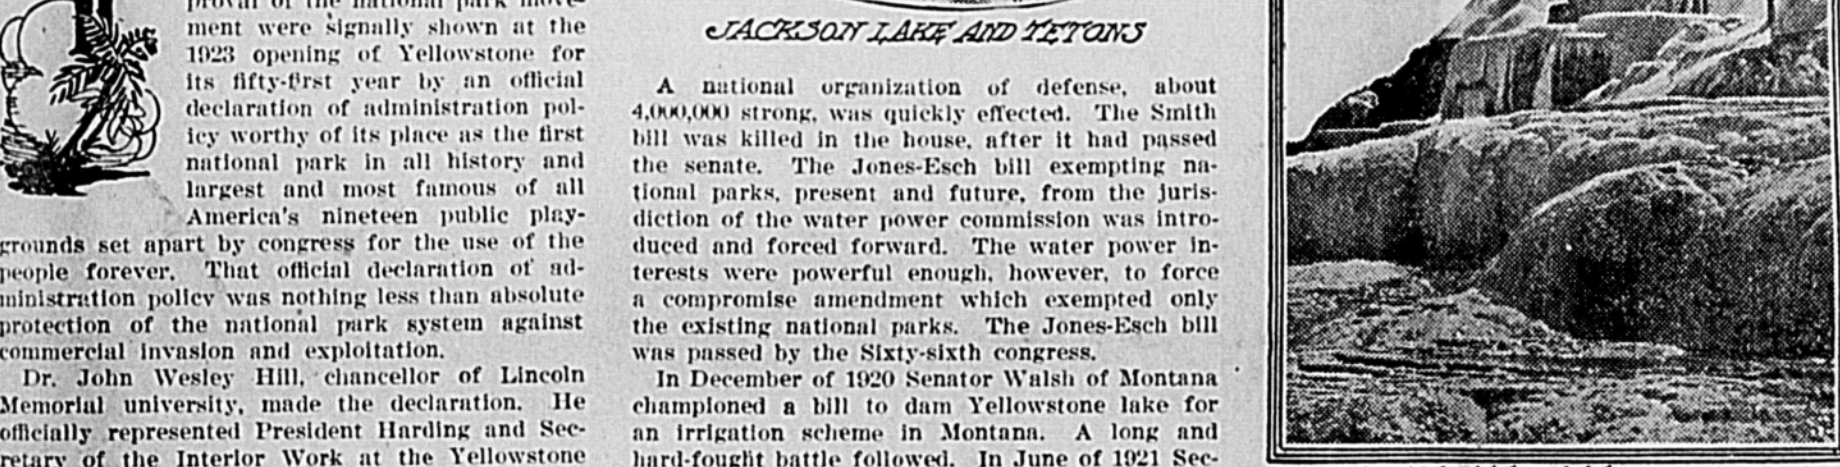 proval of the national park move-
ment were signally shown at the
1923 opening of Yellowstone for
its fifty-first year by an official
declaration of administration pol-
icy worthy of its place as the first
national park in all history and
largest and most famous of all
America's nineteen public play-
grounds set apart by congress for the use of the
people forever. That official declaration of ad-
ministration policy was nothing less than absolute
protection of the national park system against
commercial invasion and exploitation.
Dr. John Wesley Hill, chancellor of Lincoln
Memorial university, made the declaration. He
officially represented President Harding and Sec-
retary of the Interior Work at the Yellowstone
JACKSON LAKE AND TETONS
A national organization of defense, about
4,000,000 strong, was quickly effected. The Smith
bill was killed in the house, after it had passed
the senate. The Jones-Esch bill exempting na-
tional parks, present and future, from the juris-
diction of the water power commission was intro-
duced and forced forward. The water power in-
terests were powerful enough, however, to force
a compromise amendment which exempted only
the existing national parks. The Jones-Esch bill
was passed by the Sixty-sixth congress.
In December of 1920 Senator Walsh of Montana
championed a bill to dam Yellowstone lake for
an irrigation scheme in Montana. A long and
hard-fought battle followed. In June of 1921 Sec-